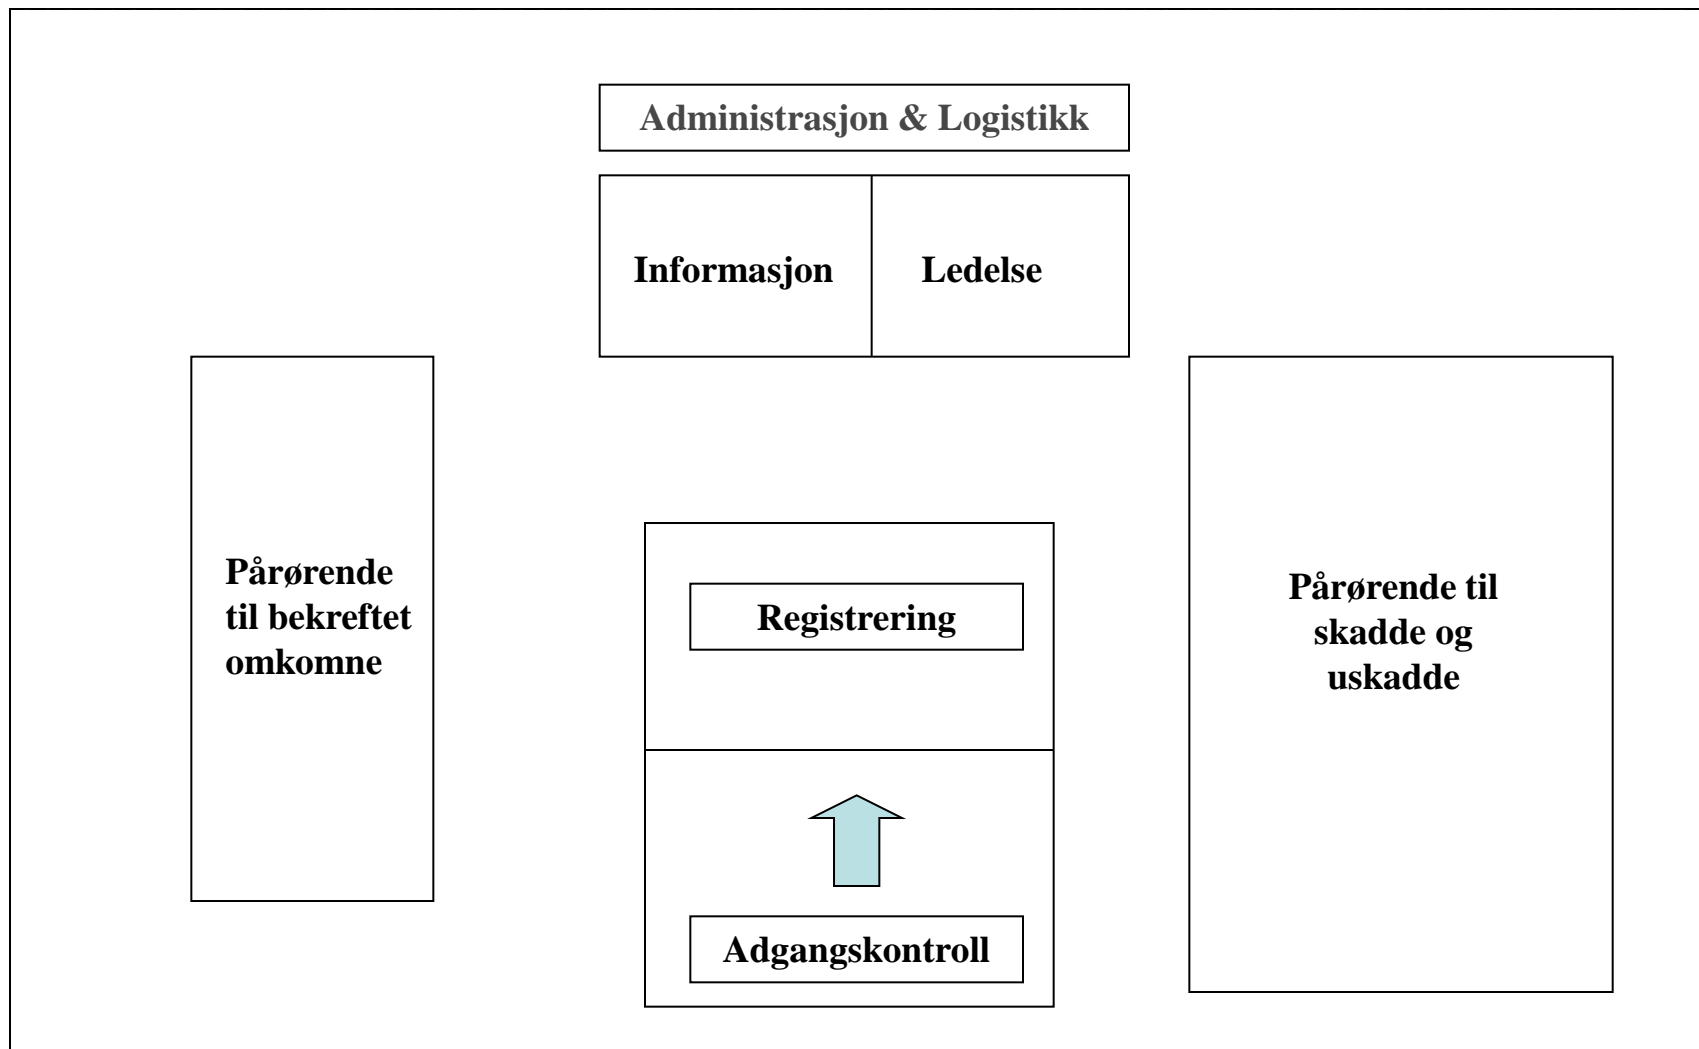 Administrasjon & Logistikk
Informasjon
Ledelse
Pårørende
til bekreftet
omkomne
Registrering
Adgangskontroll
Pårørende til
skadde og
uskadde